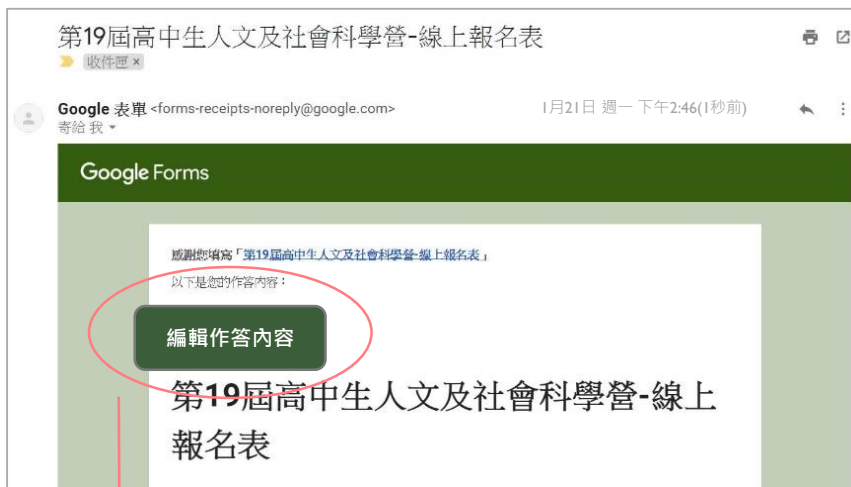 第19屆高中生人文及社會科學營-線上報名表
收件匣 ×
Google 表單 <forms-receipts-noreply@google.com> 1月21日 週一 下午2:46(1秒前)
寄給 我
Google Forms
感謝您填寫「第19屆高中生人文及社會科學營-線上報名表」
以下是您的作答內容：
編輯作答內容
第19屆高中生人文及社會科學營-線上
報名表